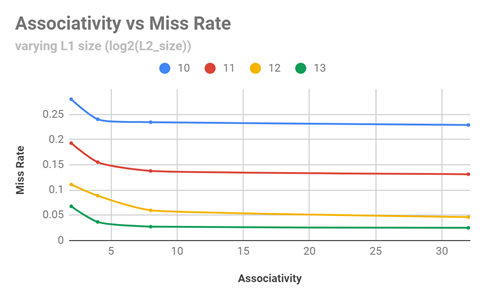 Associativity vs Miss Rate
varying L1 size (log2(L2_size))
10 11 12 13
Miss Rate
0.25
0.2
0.15
0.1
0.05
0
5 10 15 20 25 30
Associativity